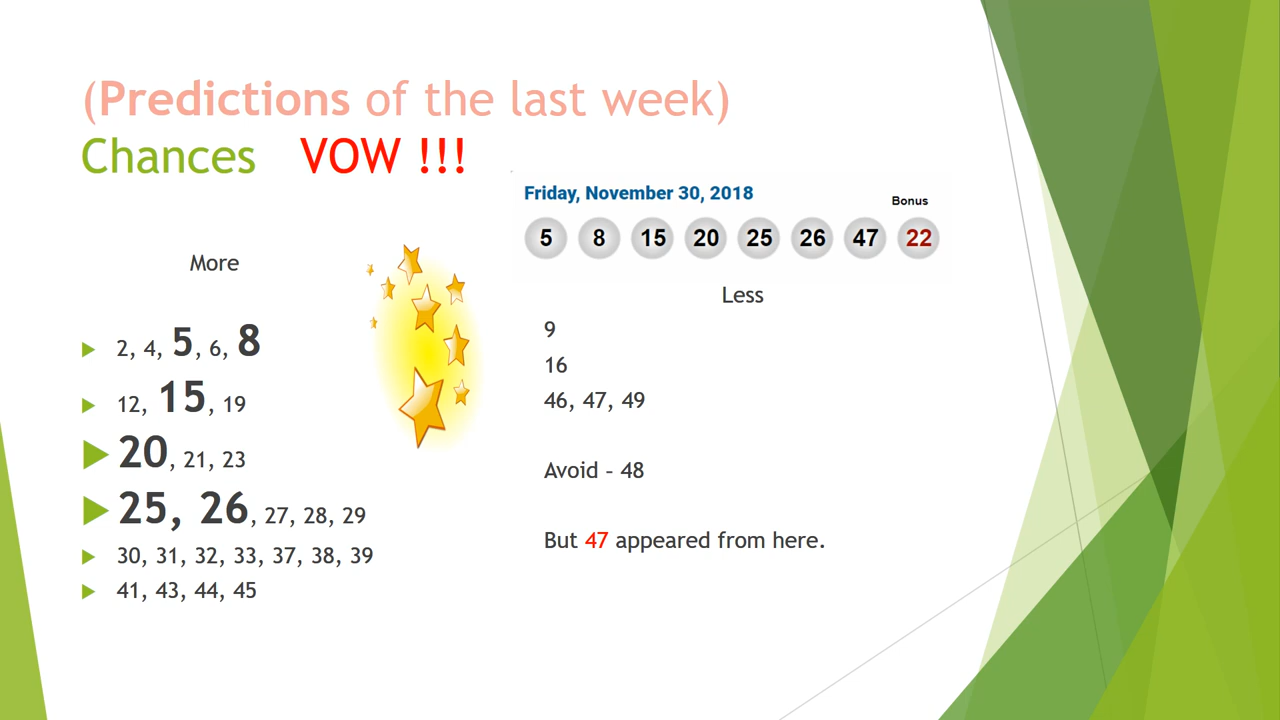 (Predictions of the last week)
Chances VOW !!!
Friday, November 30, 2018
Bonus
5 8 15 20 25 26 47 22
More
2, 4, 5, 6, 8
12, 15, 19
20, 21, 23
25, 26, 27, 28, 29
30, 31, 32, 33, 37, 38, 39
41, 43, 44, 45
Less
9
16
46, 47, 49
Avoid – 48
But 47 appeared from here.